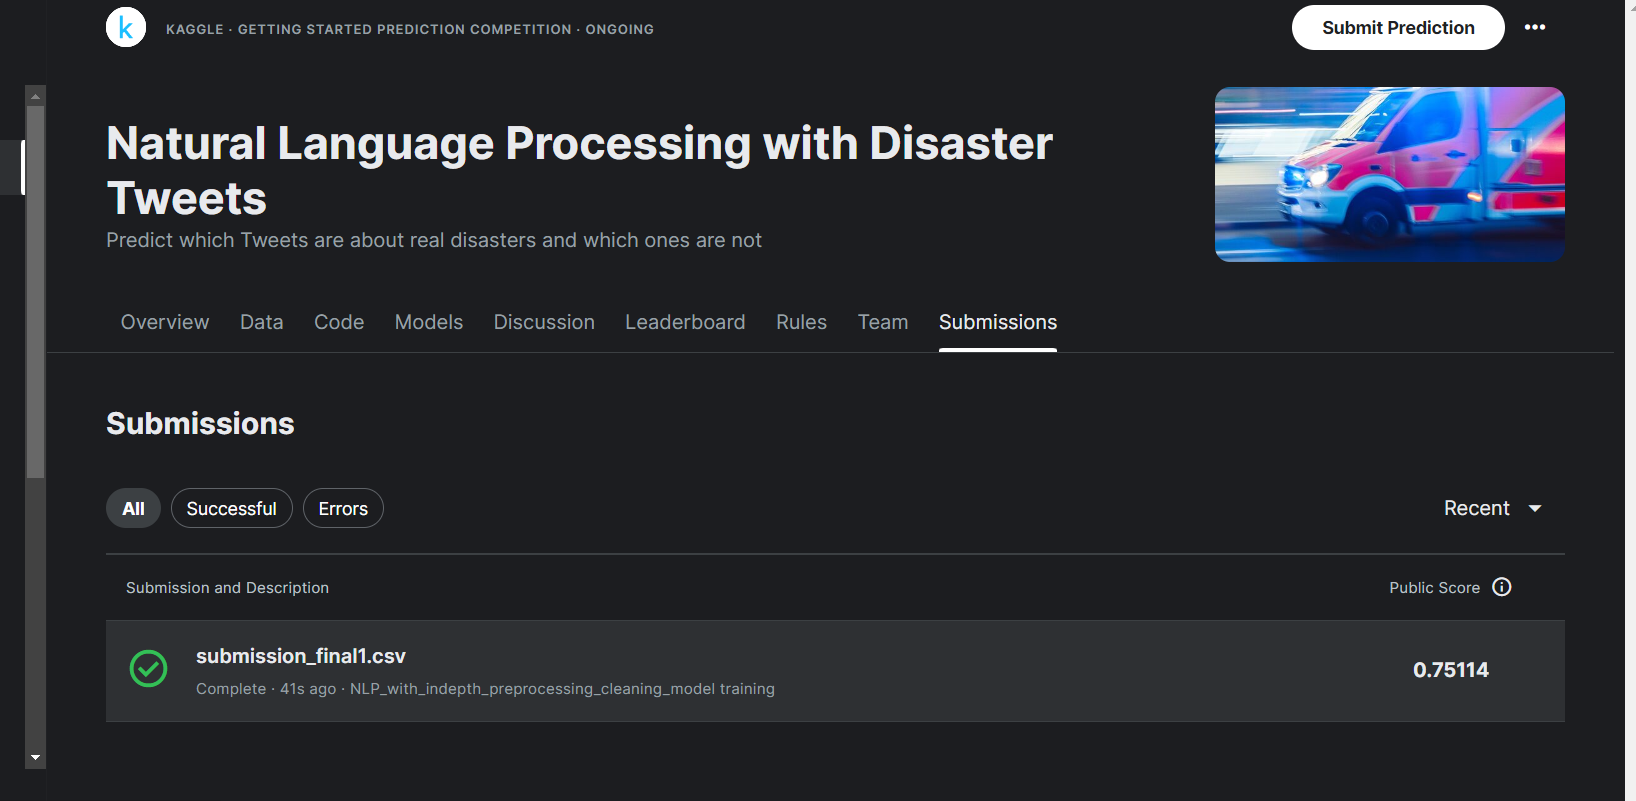 k
KAGGLE · GETTING STARTED PREDICTION COMPETITION · ONGOING
Submit Prediction
Natural Language Processing with Disaster
Tweets
Predict which Tweets are about real disasters and which ones are not
Overview Data Code Models Discussion Leaderboard Rules Team Submissions
Submissions
All Successful Errors Recent
Submission and Description Public Score
submission_final1.csv
Complete · 41s ago · NLP_with_indepth_preprocessing_cleaning_model training
0.75114